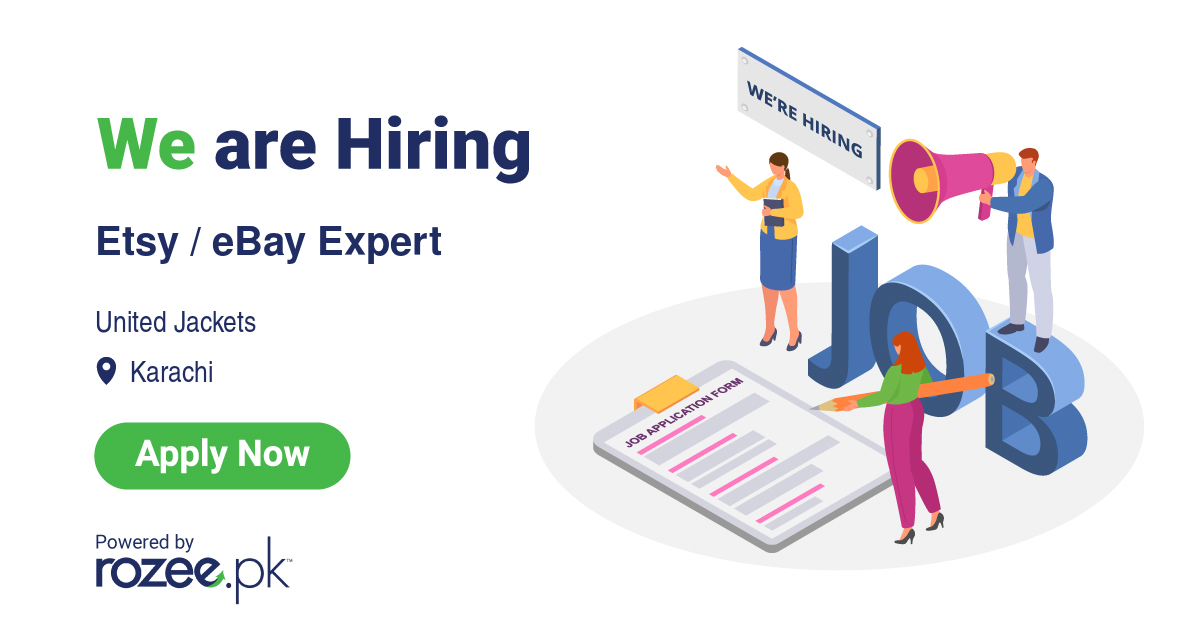 We are Hiring
Etsy / eBay Expert
United Jackets
Karachi
Apply Now
Powered by
rozee.pk™
WE'RE HIRING
JOB
JOB APPLICATION FORM